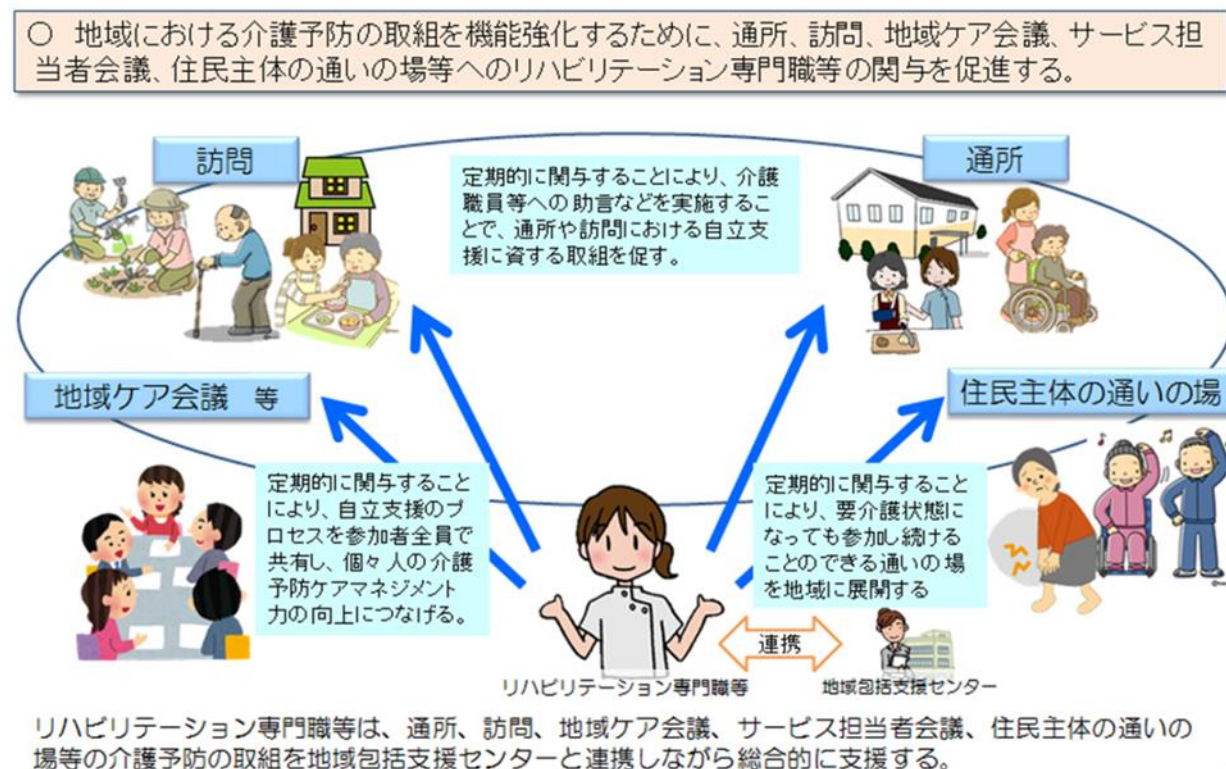 ○ 地域における介護予防の取組を機能強化するために、通所、訪問、地域ケア会議、サービス担
当者会議、住民主体の通いの場等へのリハビリテーション専門職等の関与を促進する。
訪問
通所
定期的に関与することにより、介護
職員等への助言などを実施するこ
とで、通所や訪問における自立支
援に資する取組を促す。
地域ケア会議 等
住民主体の通いの場
定期的に関与すること
により、自立支援のプ
ロセスを参加者全員で
共有し、個々人の介護
予防ケアマネジメント
力の向上につなげる。
定期的に関与すること
により、要介護状態に
なっても参加し続ける
ことのできる通いの場
を地域に展開する
連携
リハビリテーション専門職等
地域包括支援センター
リハビリテーション専門職等は、通所、訪問、地域ケア会議、サービス担当者会議、住民主体の通いの
場等の介護予防の取組を地域包括支援センターと連携しながら総合的に支援する。